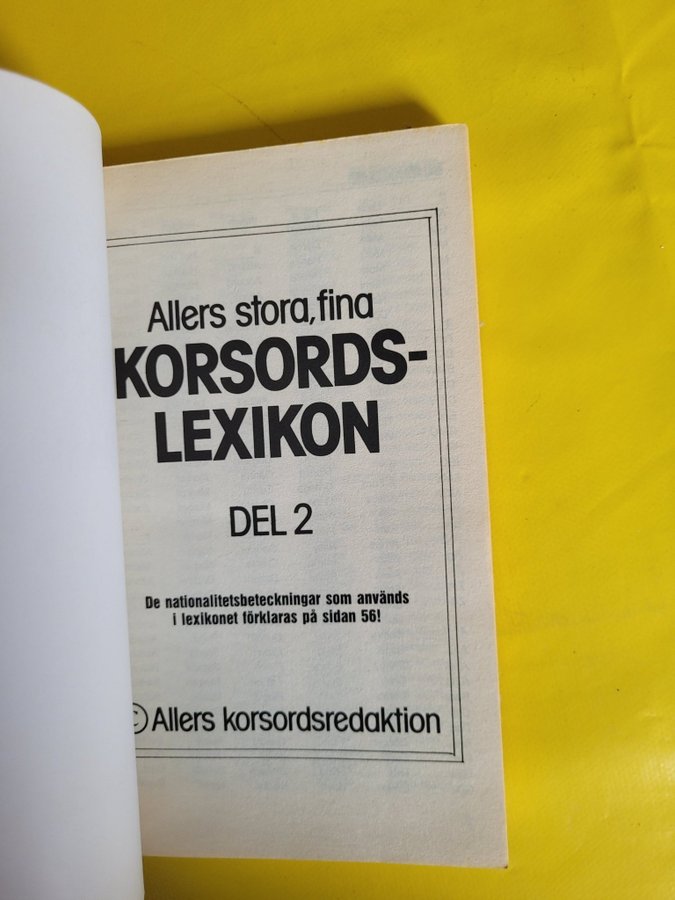 Allers stora, fina
KORSORDS-
LEXIKON
DEL 2
De nationalitetsbeteckningar som används
i lexikonet förklaras på sidan 56!
© Allers korsordsredaktion